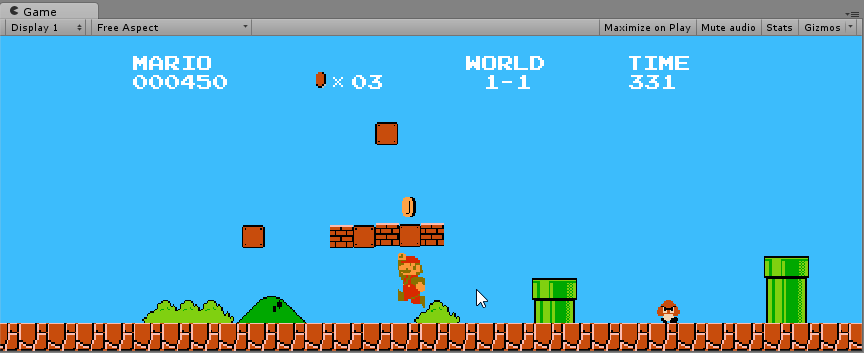 Game
Display 1 Free Aspect Maximize on Play Mute audio Stats Gizmos
MARIO WORLD TIME
000450 × 03 1-1 331